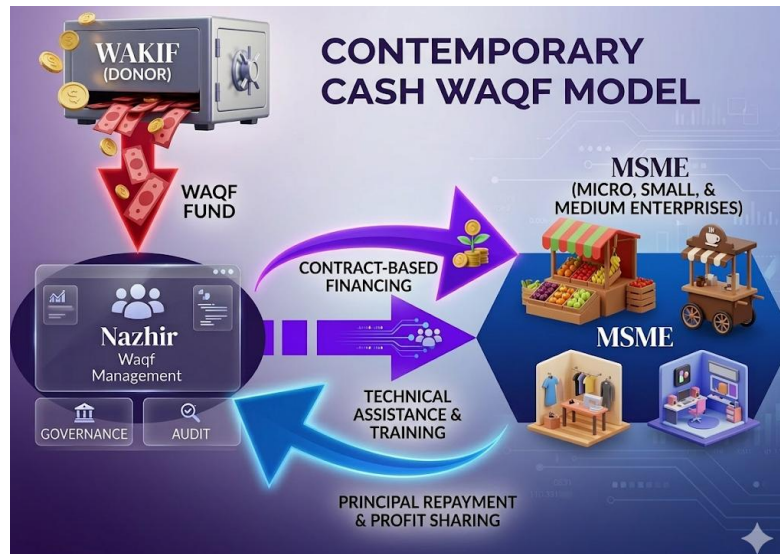 WAKIF
(DONOR)
CONTEMPORARY
CASH WAQF MODEL
WAQF
FUND
MSME
(MICRO, SMALL, &
MEDIUM ENTERPRISES)
CONTRACT-BASED
FINANCING
Nazhir
Waqf
Management
MSME
GOVERNANCE
AUDIT
TECHNICAL
ASSISTANCE &
TRAINING
PRINCIPAL REPAYMENT
& PROFIT SHARING